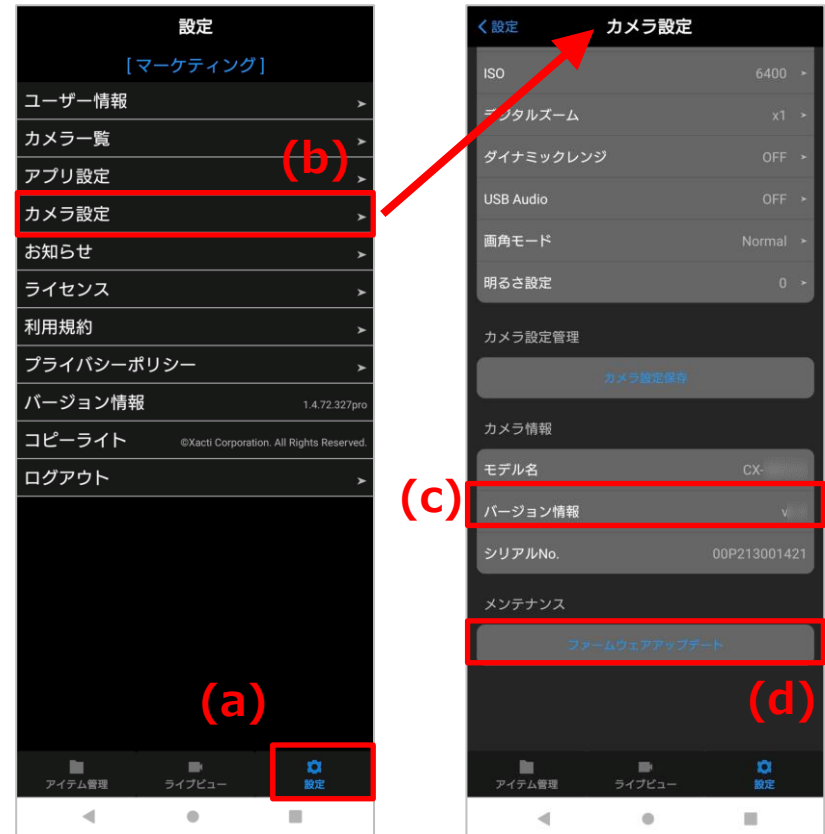 設定
[マーケティング]
ユーザー情報
カメラ一覧
(b)
アプリ設定
カメラ設定
お知らせ
ライセンス
利用規約
プライバシーポリシー
バージョン情報 1.4.72.327pro
コピーライト ©Xacti Corporation. All Rights Reserved.
ログアウト
(a)
アイテム管理 ライブビュー 設定
設定 カメラ設定
ISO 6400
デジタルズーム x1
ダイナミックレンジ OFF
USB Audio OFF
画角モード Normal
明るさ設定 0
カメラ設定管理
カメラ設定保存
カメラ情報
モデル名 CX-
(c)
バージョン情報 v
シリアルNo. 00P213001421
メンテナンス
ファームウェアアップデート
(d)
アイテム管理 ライブビュー 設定